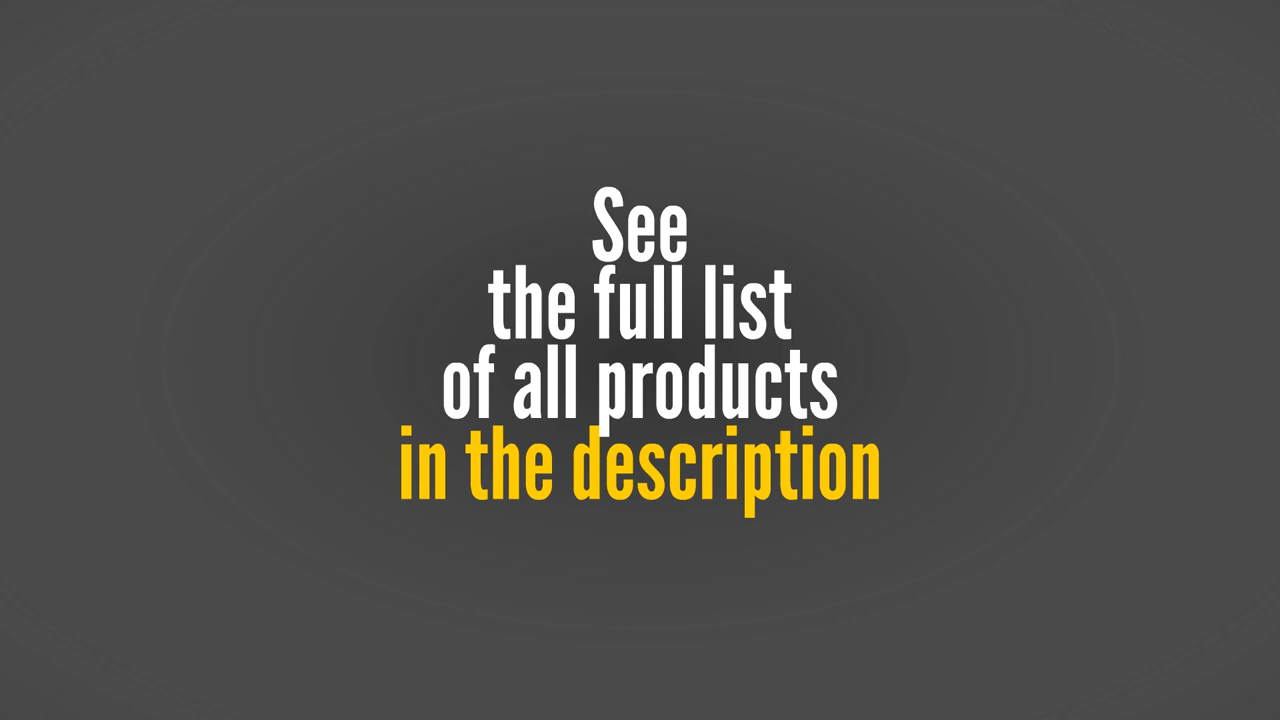 See
the full list
of all products
in the description